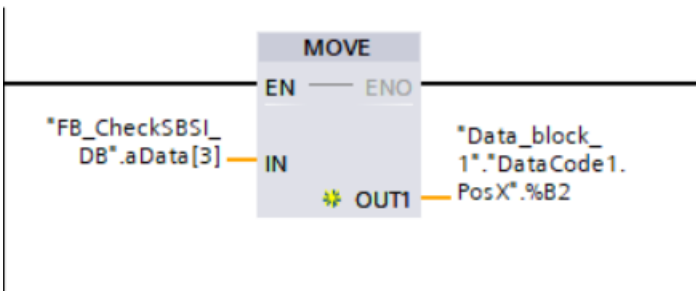 MOVE
EN
ENO
"FB_CheckSBSI_
DB".aData[3]
IN
OUT1
"Data_block_
1"."DataCode1.
PosX".%B2